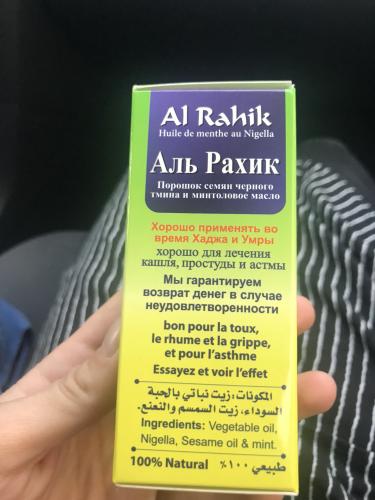 Al Rahik
Huile de menthe au Nigella
Аль Рахик
Порошок семян черного
тмина и минтоловое масло
Хорошо применять во
время Хаджа и Умры
хорошо для лечения
кашля, простуды и астмы
Мы гарантируем
возврат денег в случае
неудовлетворенности
bon pour la toux,
le rhume et la grippe,
et pour l'asthme
Essayez et voir l'effet
المكونات: زيت نباتي بالحبة
السوداء، زيت السمسم والنعنع.
Ingredients: Vegetable oil,
Nigella, Sesame oil & mint.
100% Natural طبيعي ١٠٠٪